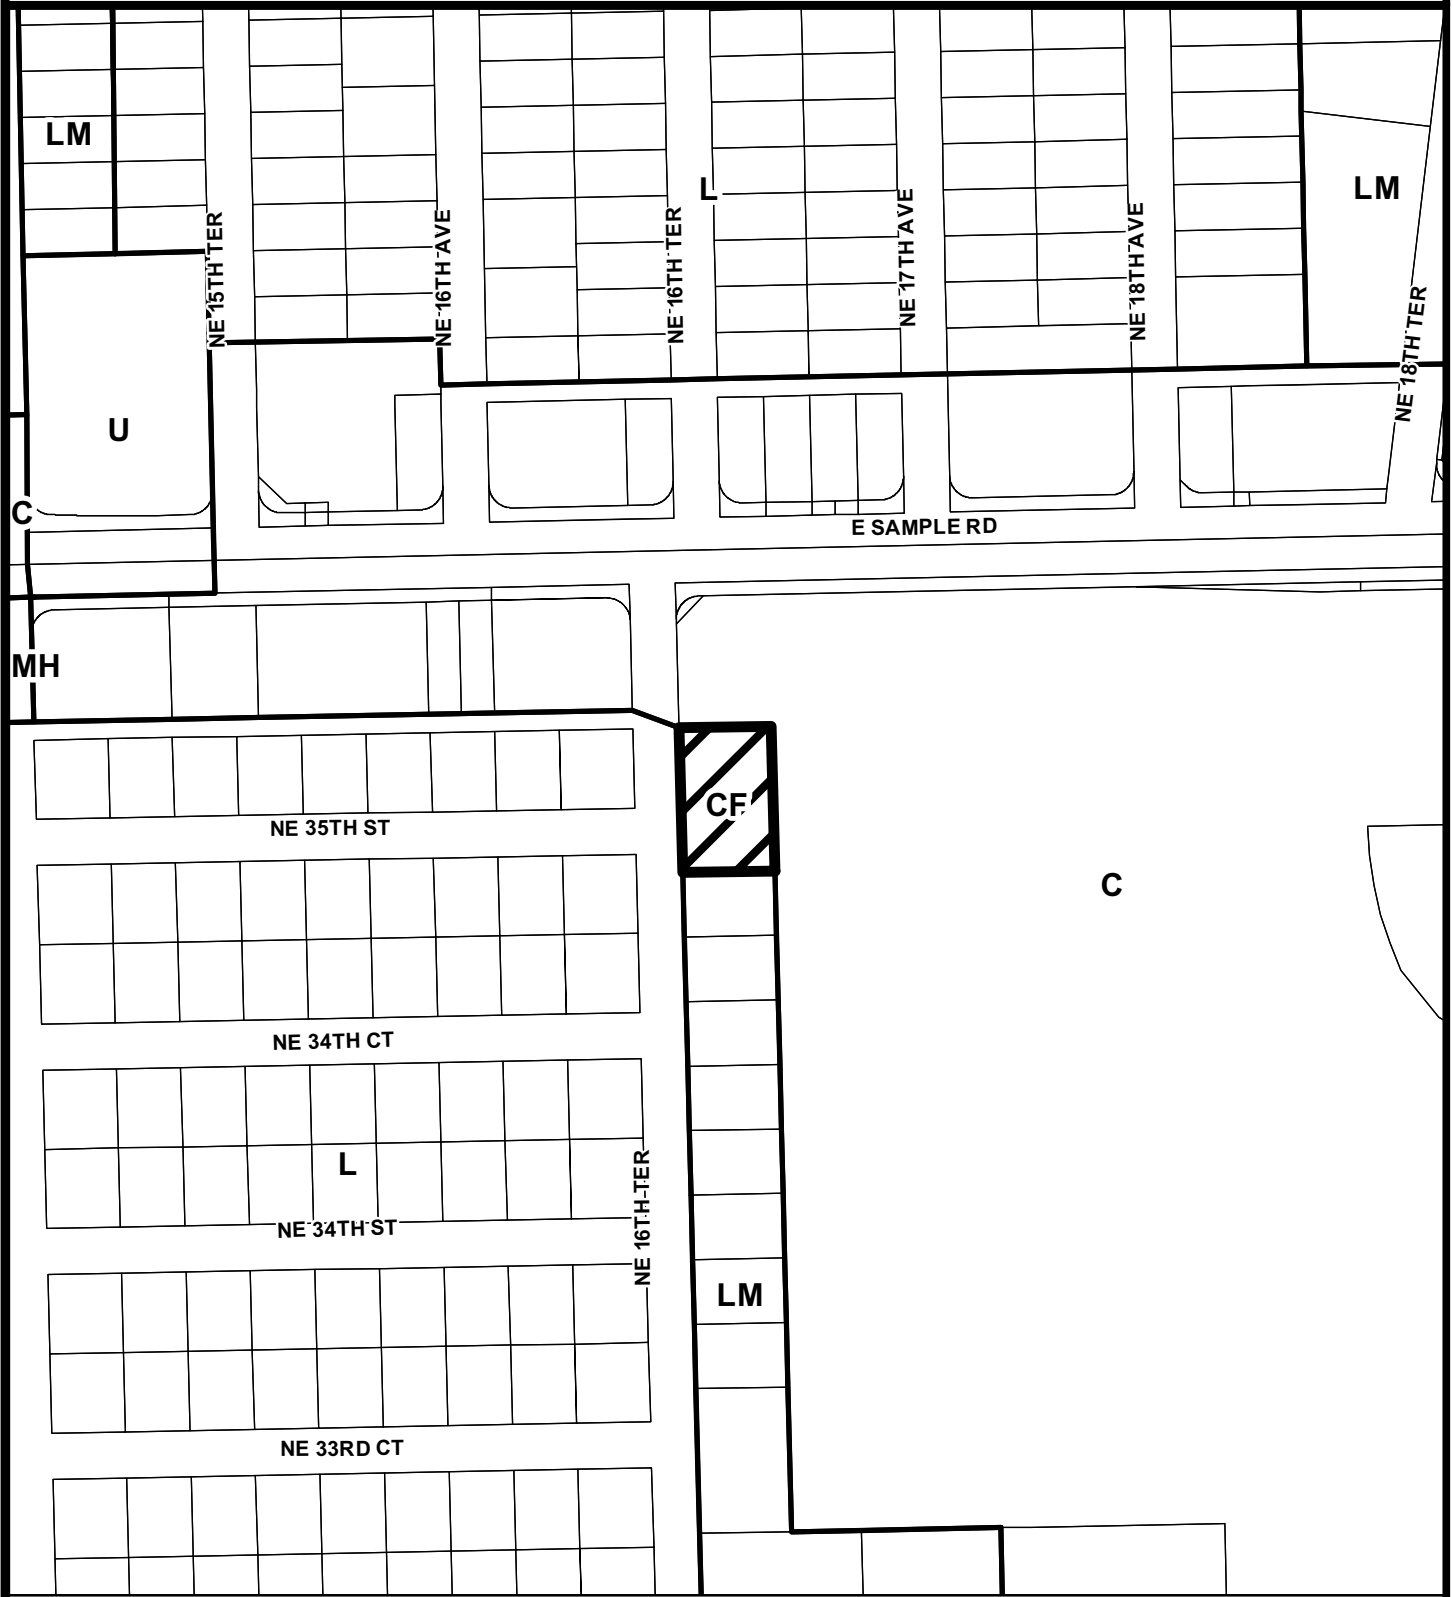 LM
L
LM
NE 15TH TER
NE 16TH AVE
NE 16TH TER
NE 17TH AVE
NE 18TH AVE
NE 18TH TER
U
C
E SAMPLE RD
MH
CF
NE 35TH ST
C
NE 34TH CT
L
NE 34TH ST
NE 16TH TER
LM
NE 33RD CT